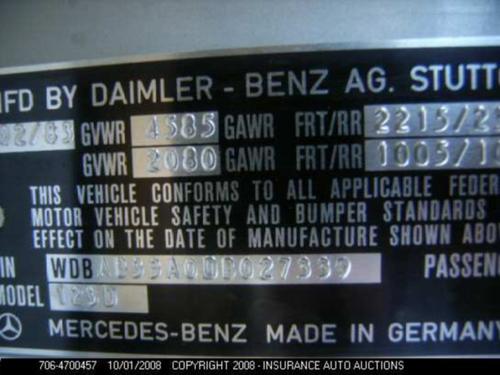 MFD BY DAIMLER - BENZ AG. STUTT
02/83 GVWR 4585 GAWR FRT/RR 2215/2
GVWR 2080 GAWR FRT/RR 1005/1
THIS VEHICLE CONFORMS TO ALL APPLICABLE FEDER
MOTOR VEHICLE SAFETY AND BUMPER STANDARDS
EFFECT ON THE DATE OF MANUFACTURE SHOWN ABO
IN WDB PASSEN
MODEL 123D
MERCEDES-BENZ MADE IN GERMANY
706-4700457 10/01/2008 COPYRIGHT 2008 - INSURANCE AUTO AUCTIONS